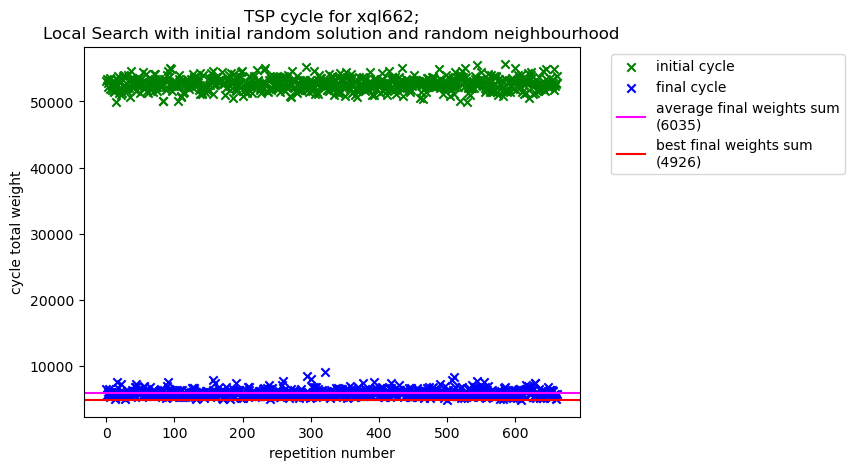 TSP cycle for xql662;
Local Search with initial random solution and random neighbourhood
cycle total weight
50000
40000
30000
20000
10000
0
100
200
300
400
500
600
repetition number
initial cycle
final cycle
average final weights sum
(6035)
best final weights sum
(4926)